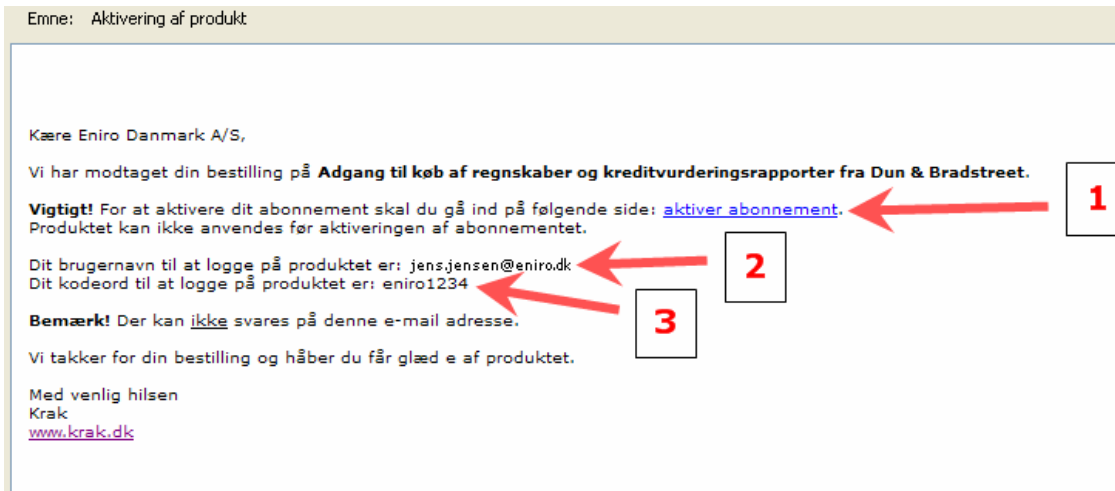 Emne: Aktivering af produkt
Kære Eniro Danmark A/S,
Vi har modtaget din bestilling på Adgang til køb af regnskaber og kreditvurderingsrapporter fra Dun & Bradstreet.
1
Vigtigt! For at aktivere dit abonnement skal du gå ind på følgende side: aktiver abonnement.
Produktet kan ikke anvendes før aktiveringen af abonnementet.
Dit brugernavn til at logge på produktet er: jens.jensen@eniro.dk
2
Dit kodeord til at logge på produktet er: eniro1234
3
Bemærk! Der kan ikke svares på denne e-mail adresse.
Vi takker for din bestilling og håber du får glæd e af produktet.
Med venlig hilsen
Krak
www.krak.dk